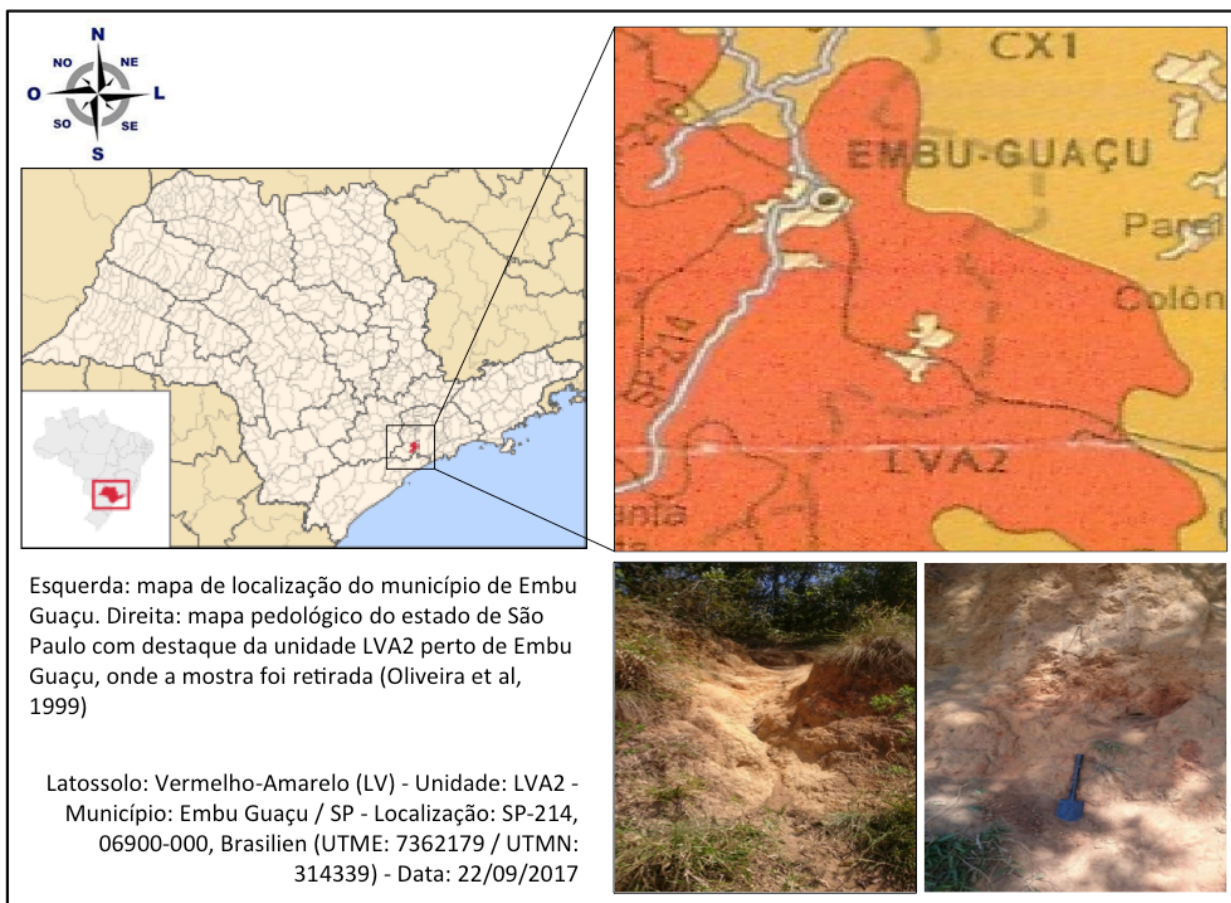 N
NO
NE
O
L
SO
SE
S
CX1
EMBU-GUAÇU
SP-214
LVA2
Esquerda: mapa de localização do município de Embu
Guaçu. Direita: mapa pedológico do estado de São
Paulo com destaque da unidade LVA2 perto de Embu
Guaçu, onde a mostra foi retirada (Oliveira et al,
1999)
Latossolo: Vermelho-Amarelo (LV) - Unidade: LVA2 -
Município: Embu Guaçu / SP - Localização: SP-214,
06900-000, Brasilien (UTME: 7362179 / UTMN:
314339) - Data: 22/09/2017